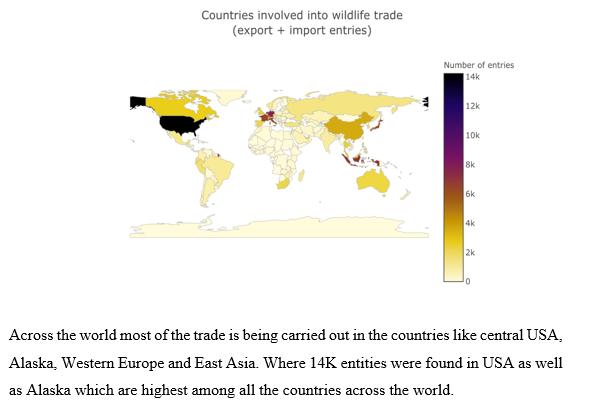 Countries involved into wildlife trade
(export + import entries)
Number of entries
14k
12k
10k
8k
6k
4k
2k
0
Across the world most of the trade is being carried out in the countries like central USA,
Alaska, Western Europe and East Asia. Where 14K entities were found in USA as well
as Alaska which are highest among all the countries across the world.